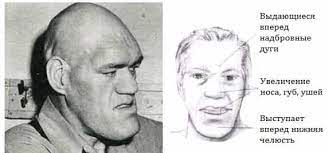 Выдающиеся
вперед
надбровные
дуги
Увеличение
носа, губ, ушей
Выступает
вперед нижняя
челюсть